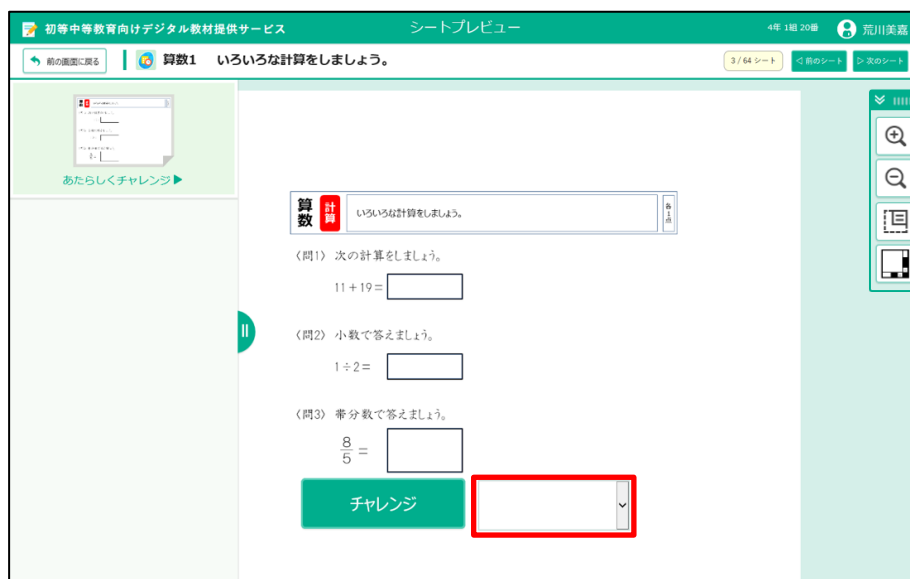 初等中等教育向けデジタル教材提供サービス
シートプレビュー
4年 1組 20番
荒川美嘉
前の画面に戻る
算数1 いろいろな計算をしましょう。
3 / 64 シート
◁ 前のシート
▷ 次のシート
あたらしくチャレンジ▶
算数
計算
いろいろな計算をしましょう。
各1点
〈問1〉 次の計算をしましょう。
11+19=
〈問2〉 小数で答えましょう。
1÷2=
〈問3〉 帯分数で答えましょう。
8/5 =
チャレンジ